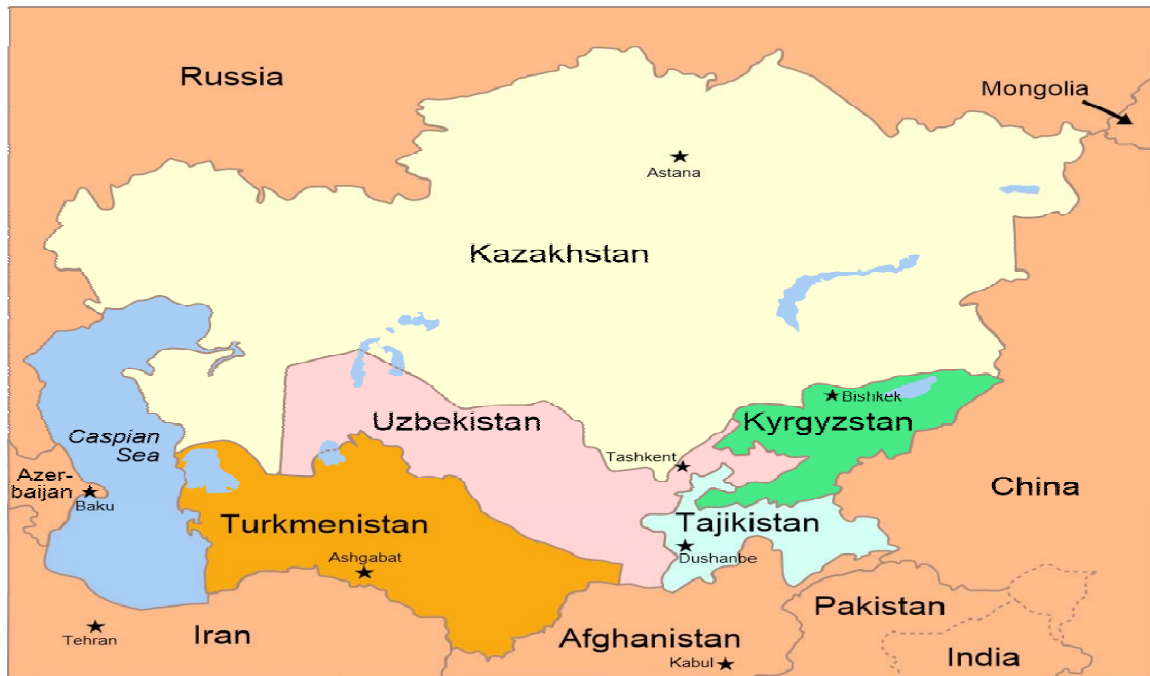 Russia
Mongolia
Astana
Kazakhstan
Bishkek
Uzbekistan
Kyrgyzstan
Caspian
Sea
Tashkent
Azer-
baijan
Baku
China
Turkmenistan
Tajikistan
Ashgabat
Dushanbe
Pakistan
Tehran
Iran
Afghanistan
Kabul
India